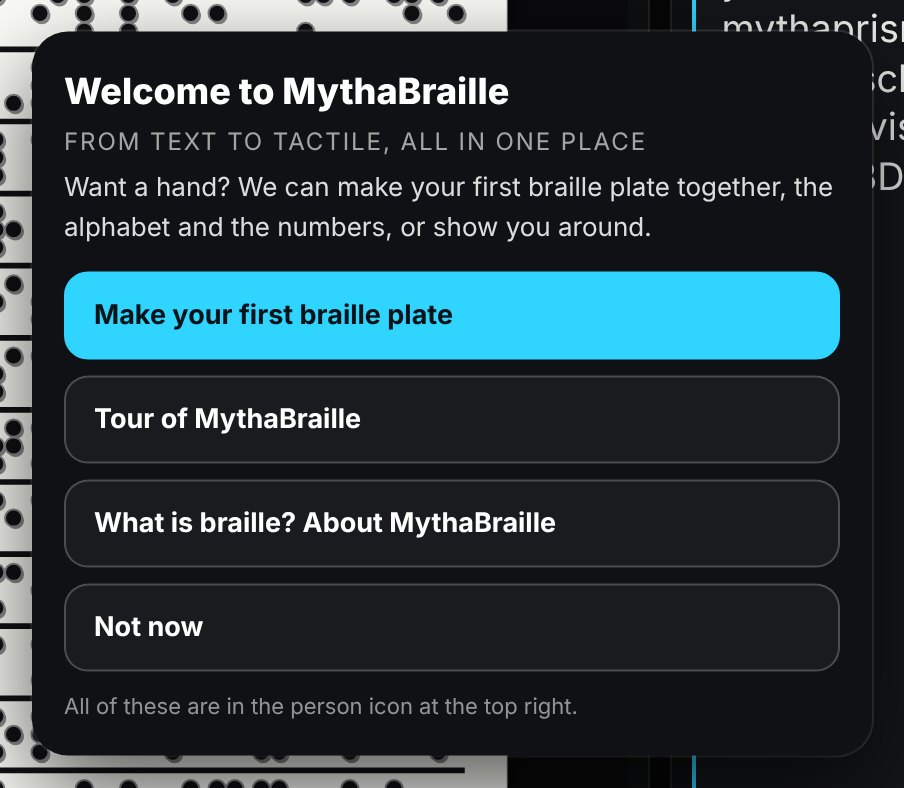 mythaprism
Welcome to MythaBraille
FROM TEXT TO TACTILE, ALL IN ONE PLACE
Want a hand? We can make your first braille plate together, the
alphabet and the numbers, or show you around.
Make your first braille plate
Tour of MythaBraille
What is braille? About MythaBraille
Not now
All of these are in the person icon at the top right.